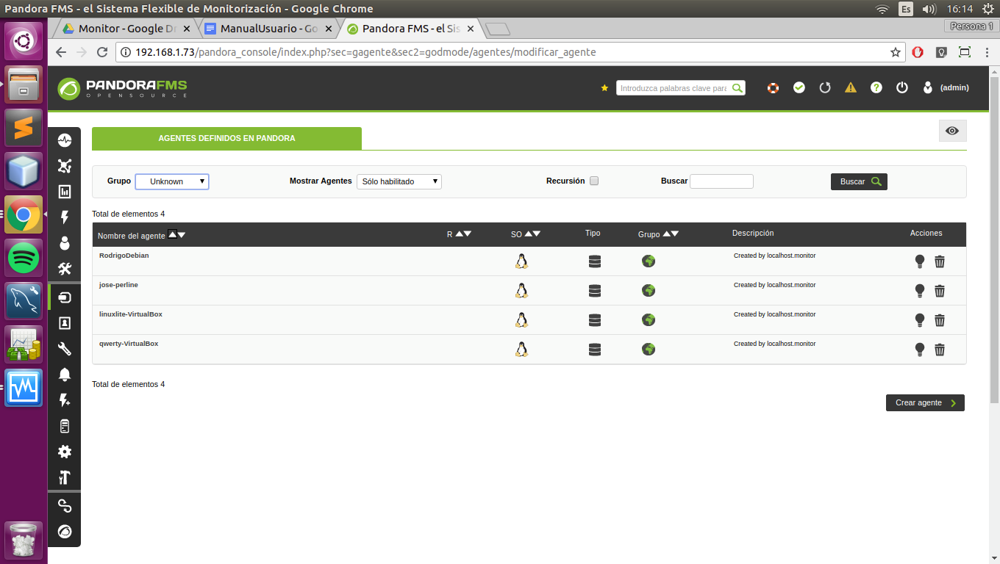 Pandora FMS - el Sistema Flexible de Monitorización - Google Chrome
Es
16:14
Monitor - Google Dr
ManualUsuario - Go
Pandora FMS - el Sis
Persona 1
192.168.1.73/pandora_console/index.php?sec=gagente&sec2=godmode/agentes/modificar_agente
PANDORAFMS
OPENSOURCE
Introduzca palabras clave para
(admin)
AGENTES DEFINIDOS EN PANDORA
Grupo Unknown Mostrar Agentes Sólo habilitado Recursión Buscar Buscar
Total de elementos 4
Nombre del agente R SO Tipo Grupo Descripción Acciones
RodrigoDebian Created by localhost.monitor
jose-perline Created by localhost.monitor
linuxlite-VirtualBox Created by localhost.monitor
qwerty-VirtualBox Created by localhost.monitor
Total de elementos 4
Crear agente